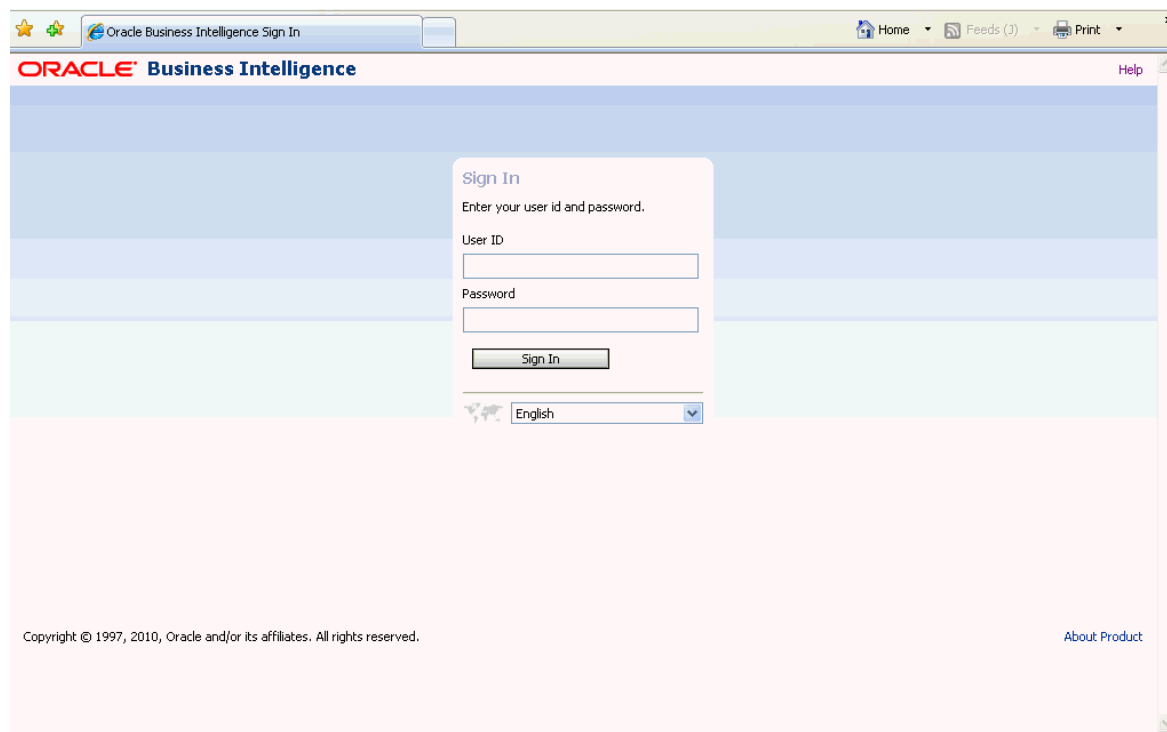 Oracle Business Intelligence Sign In
Home Feeds (J) Print
ORACLE Business Intelligence Help
Sign In
Enter your user id and password.
User ID
Password
Sign In
English
Copyright © 1997, 2010, Oracle and/or its affiliates. All rights reserved. About Product